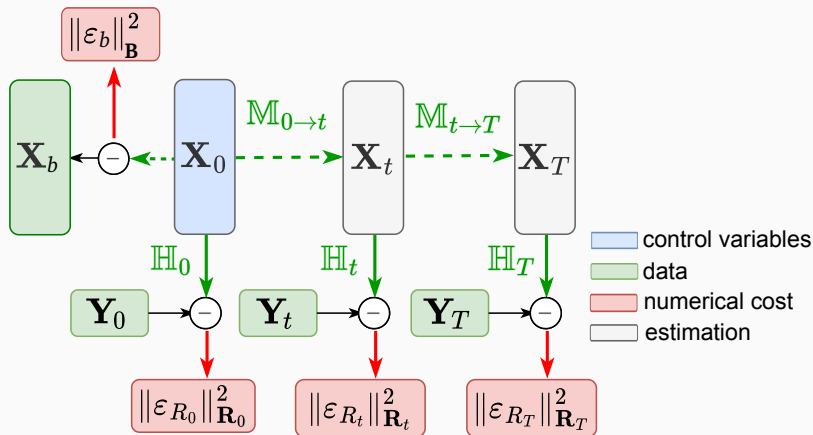 ‖ε_b‖²_𝐁
𝕄_{0→t}
𝕄_{t→T}
𝐗_b
−
𝐗_0
𝐗_t
𝐗_T
ℍ_0
ℍ_t
ℍ_T
control variables
data
numerical cost
estimation
𝐘_0
−
𝐘_t
−
𝐘_T
−
‖ε_{R_0}‖²_{𝐑_0}
‖ε_{R_t}‖²_{𝐑_t}
‖ε_{R_T}‖²_{𝐑_T}